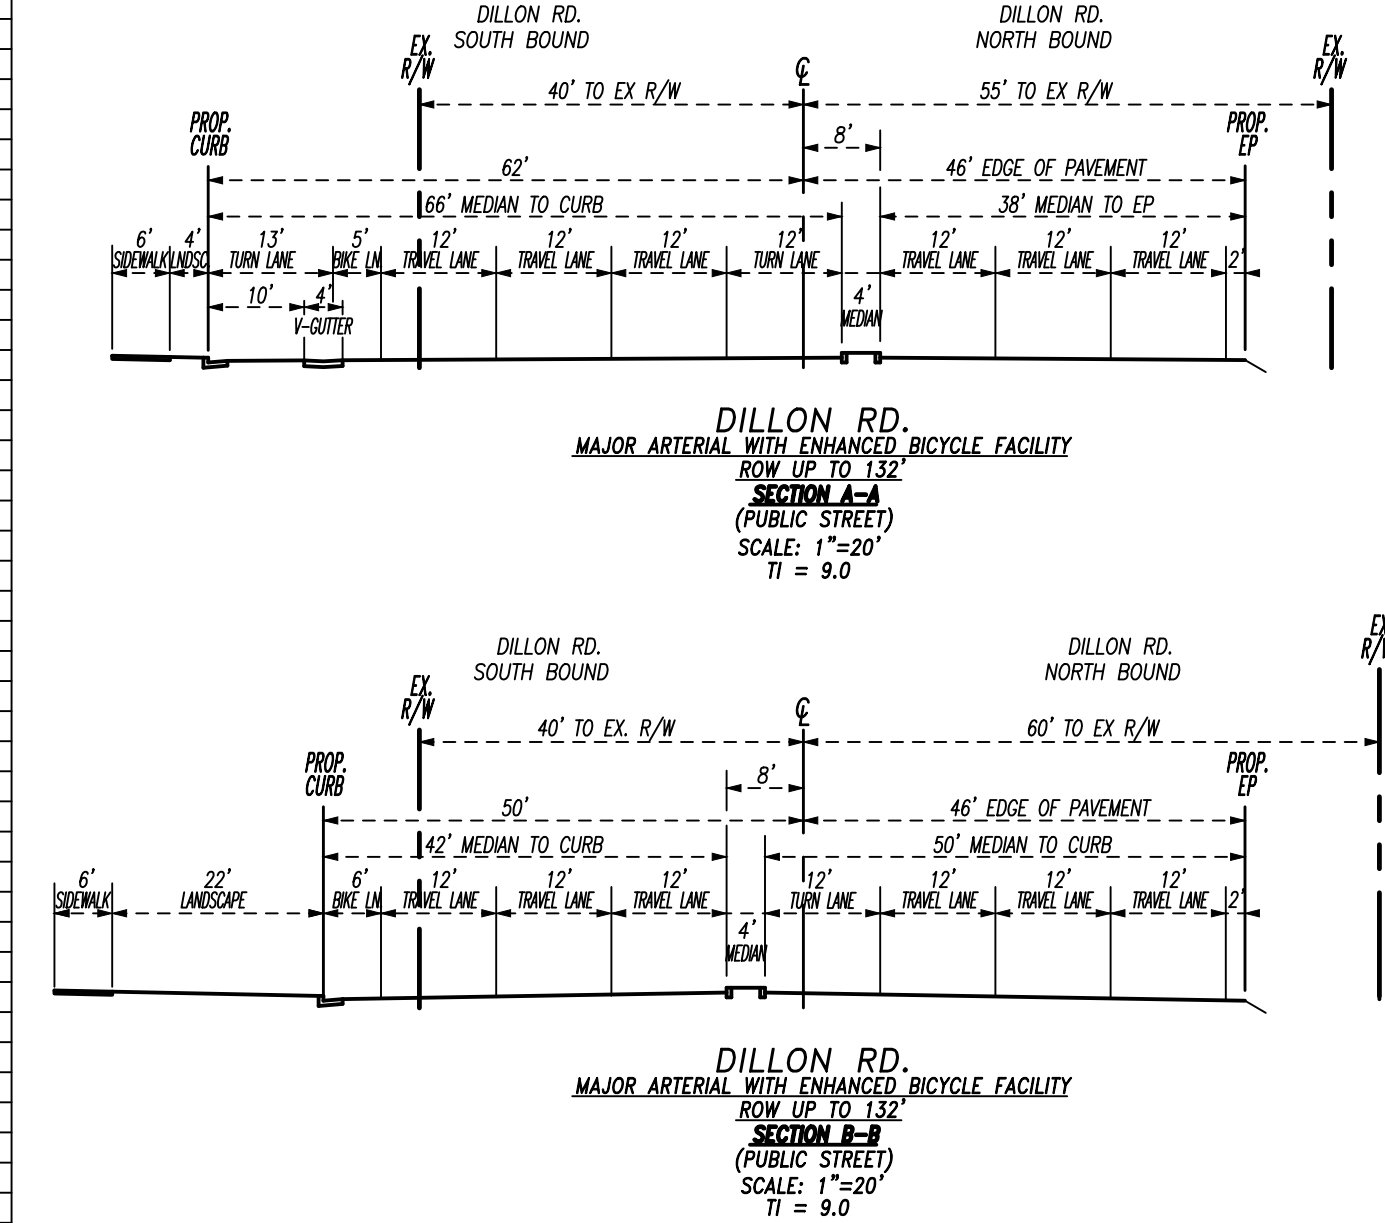 DILLON RD.
SOUTH BOUND
DILLON RD.
NORTH BOUND
EX.
R/W
℄
EX.
R/W
40' TO EX R/W
55' TO EX R/W
PROP.
CURB
8'
PROP.
EP
62'
46' EDGE OF PAVEMENT
66' MEDIAN TO CURB
38' MEDIAN TO EP
6' 4' 13' 5' 12' 12' 12' 12' 12' 12' 12'
SIDEWALK LNDSC TURN LANE BIKE LN TRAVEL LANE TRAVEL LANE TRAVEL LANE TURN LANE TRAVEL LANE TRAVEL LANE TRAVEL LANE 2'
10' 4' 4'
V-GUTTER MEDIAN
DILLON RD.
MAJOR ARTERIAL WITH ENHANCED BICYCLE FACILITY
ROW UP TO 132'
SECTION A-A
(PUBLIC STREET)
SCALE: 1"=20'
TI = 9.0
DILLON RD.
SOUTH BOUND
DILLON RD.
NORTH BOUND
EX.
R/W
℄
40' TO EX. R/W
60' TO EX R/W
PROP.
CURB
8'
PROP.
EP
50'
46' EDGE OF PAVEMENT
42' MEDIAN TO CURB
50' MEDIAN TO CURB
6' 22' 6' 12' 12' 12' 12' 12' 12' 12'
SIDEWALK LANDSCAPE BIKE LN TRAVEL LANE TRAVEL LANE TRAVEL LANE TURN LANE TRAVEL LANE TRAVEL LANE TRAVEL LANE 2'
4'
MEDIAN
DILLON RD.
MAJOR ARTERIAL WITH ENHANCED BICYCLE FACILITY
ROW UP TO 132'
SECTION B-B
(PUBLIC STREET)
SCALE: 1"=20'
TI = 9.0